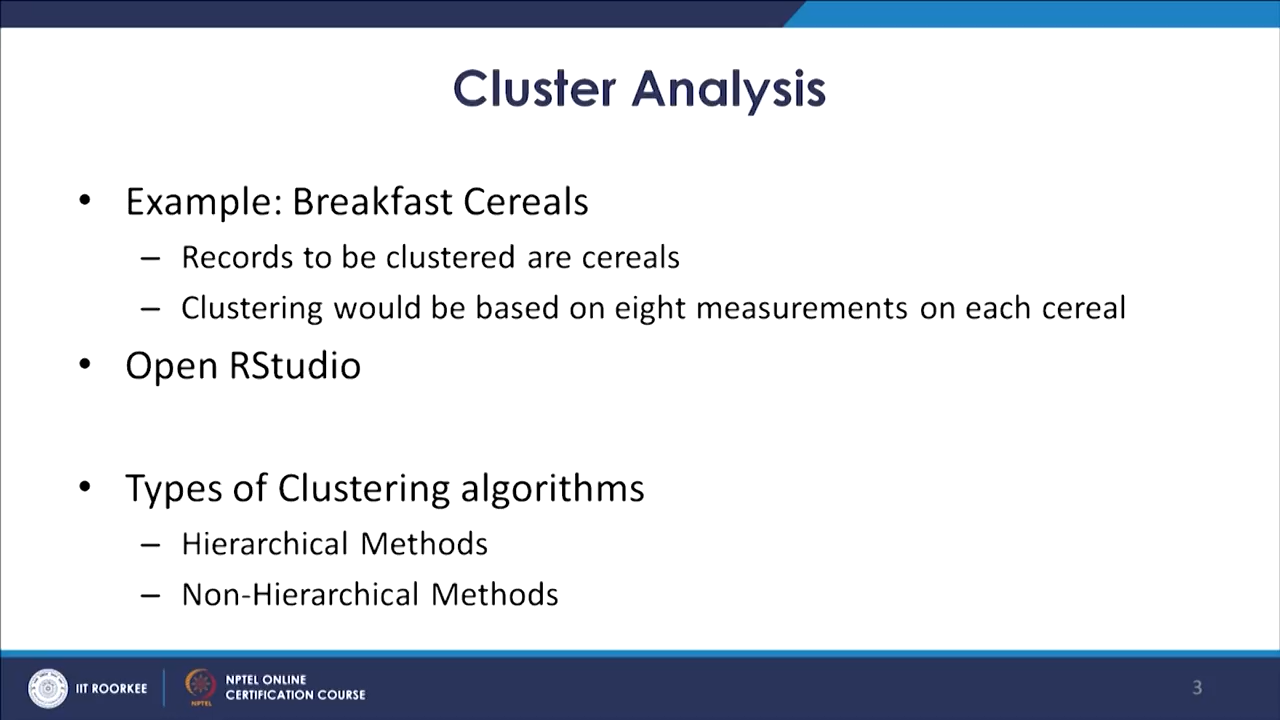 Cluster Analysis
• Example: Breakfast Cereals
– Records to be clustered are cereals
– Clustering would be based on eight measurements on each cereal
• Open RStudio
• Types of Clustering algorithms
– Hierarchical Methods
– Non-Hierarchical Methods
IIT ROORKEE
NPTEL
NPTEL ONLINE
CERTIFICATION COURSE
3